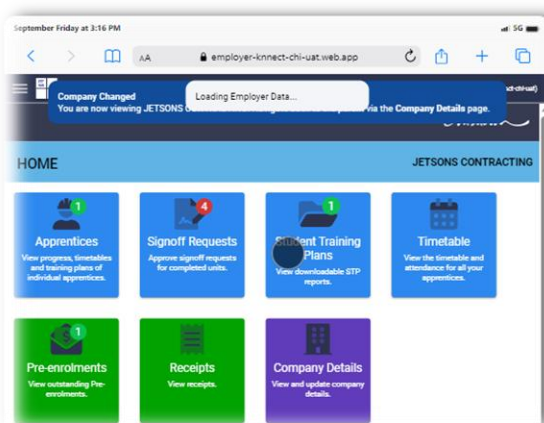 September Friday at 3:16 PM
5G
AA
employer-knnect-chi-uat.web.app
Company Changed
Loading Employer Data...
You are now viewing JETSONS
via the Company Details page.
HOME
JETSONS CONTRACTING
1
4
1
Apprentices
Signoff Requests
Student Training Plans
Timetable
View progress, timetables and training plans of individual apprentices.
Approve signoff requests for completed units.
View downloadable STP reports.
View the timetable and attendance for all your apprentices.
1
Pre-enrolments
Receipts
Company Details
View outstanding Pre-enrolments.
View receipts.
View and update company details.